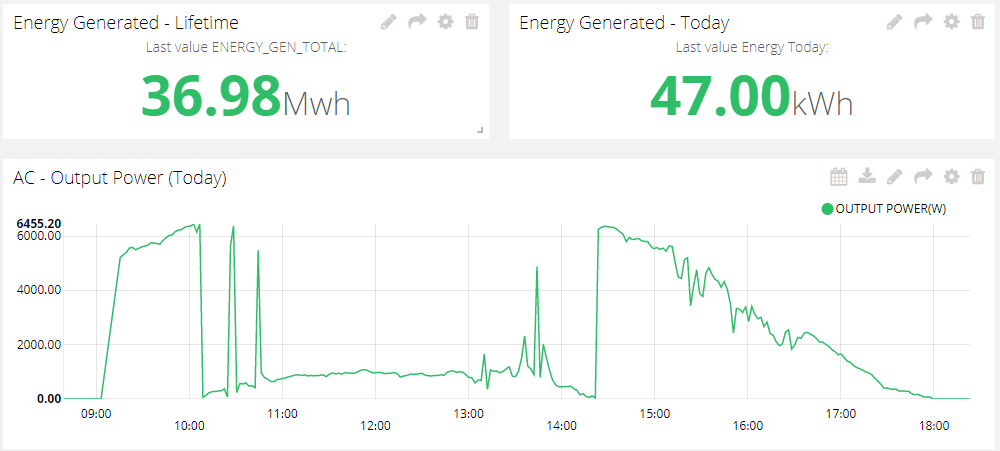 Energy Generated - Lifetime
Last value ENERGY_GEN_TOTAL:
36.98Mwh
Energy Generated - Today
Last value Energy Today:
47.00kWh
AC - Output Power (Today)
OUTPUT POWER(W)
6455.20
6000.00
4000.00
2000.00
0.00
09:00
10:00
11:00
12:00
13:00
14:00
15:00
16:00
17:00
18:00